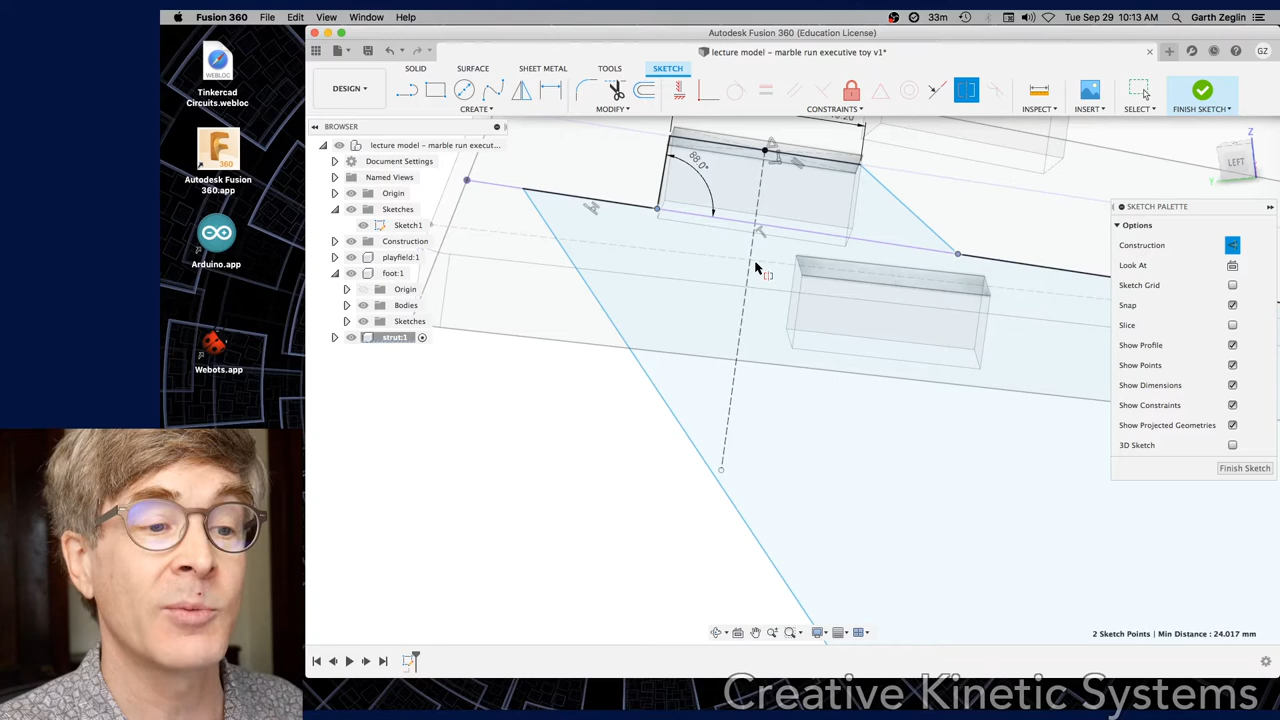 Fusion 360 File Edit View Window Help 33m Tue Sep 29 10:13 AM Garth Zeglin
Autodesk Fusion 360 (Education License)
lecture model - marble run executive toy v1*
GZ
SOLID SURFACE SHEET METAL TOOLS SKETCH
DESIGN
CREATE MODIFY CONSTRAINTS INSPECT INSERT SELECT FINISH SKETCH
WEBLOC
Tinkercad
Circuits.webloc
360
Autodesk Fusion
360.app
Arduino.app
Webots.app
BROWSER
lecture model - marble run execut...
Document Settings
Named Views
Origin
Sketches
Sketch1
Construction
playfield:1
foot:1
Origin
Bodies
Sketches
strut:1
88.0°
Z
LEFT
Y
SKETCH PALETTE
Options
Construction
Look At
Sketch Grid
Snap
Slice
Show Profile
Show Points
Show Dimensions
Show Constraints
Show Projected Geometries
3D Sketch
Finish Sketch
2 Sketch Points | Min Distance : 24.017 mm
Creative Kinetic Systems